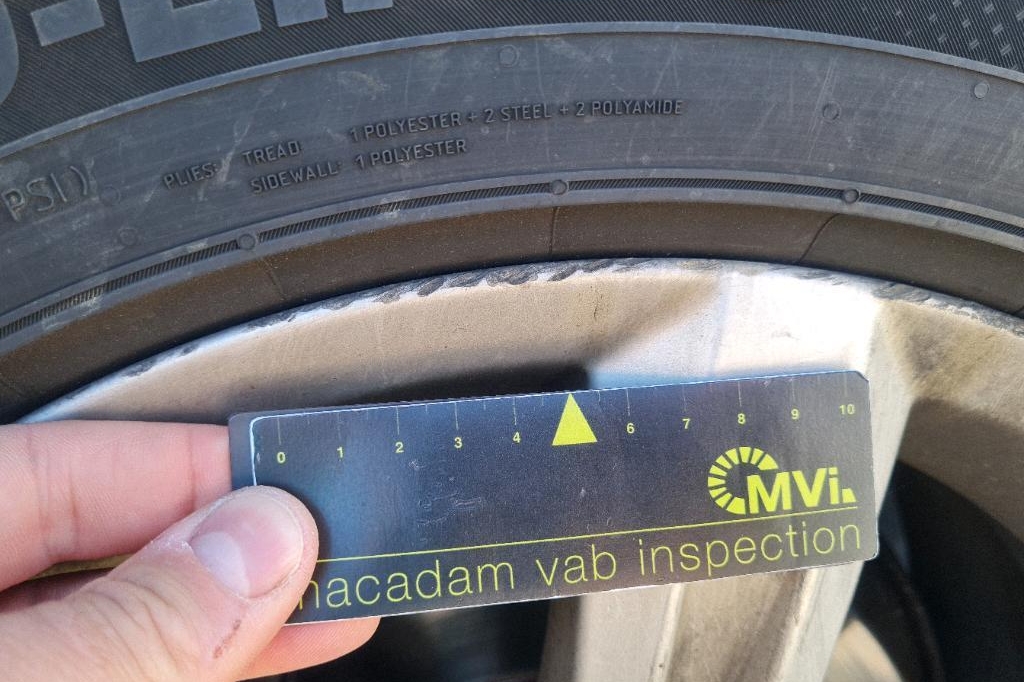 PSI)
PLIES: TREAD: 1 POLYESTER + 2 STEEL + 2 POLYAMIDE
SIDEWALL: 1 POLYESTER
0 1 2 3 4 6 7 8 9 10
MVi
macadam vab inspection